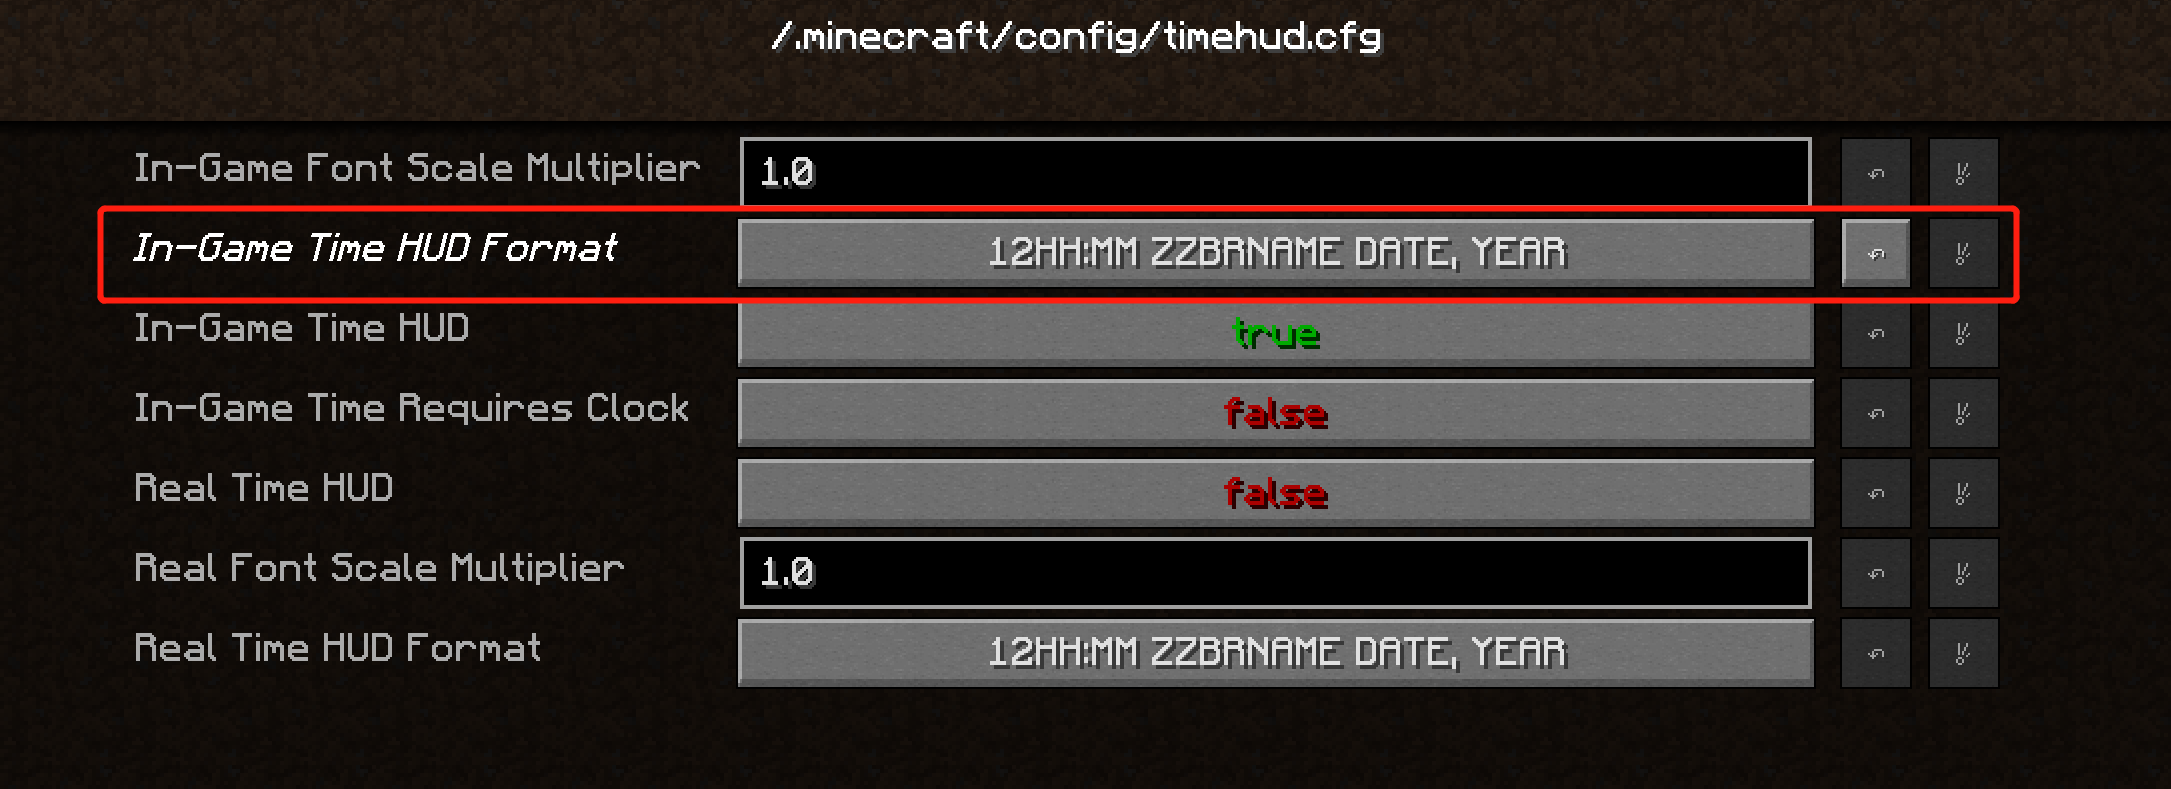 /.minecraft/config/timehud.cfg
In-Game Font Scale Multiplier 1.0
In-Game Time HUD Format 12HH:MM ZZBRNAME DATE, YEAR
In-Game Time HUD true
In-Game Time Requires Clock false
Real Time HUD false
Real Font Scale Multiplier 1.0
Real Time HUD Format 12HH:MM ZZBRNAME DATE, YEAR